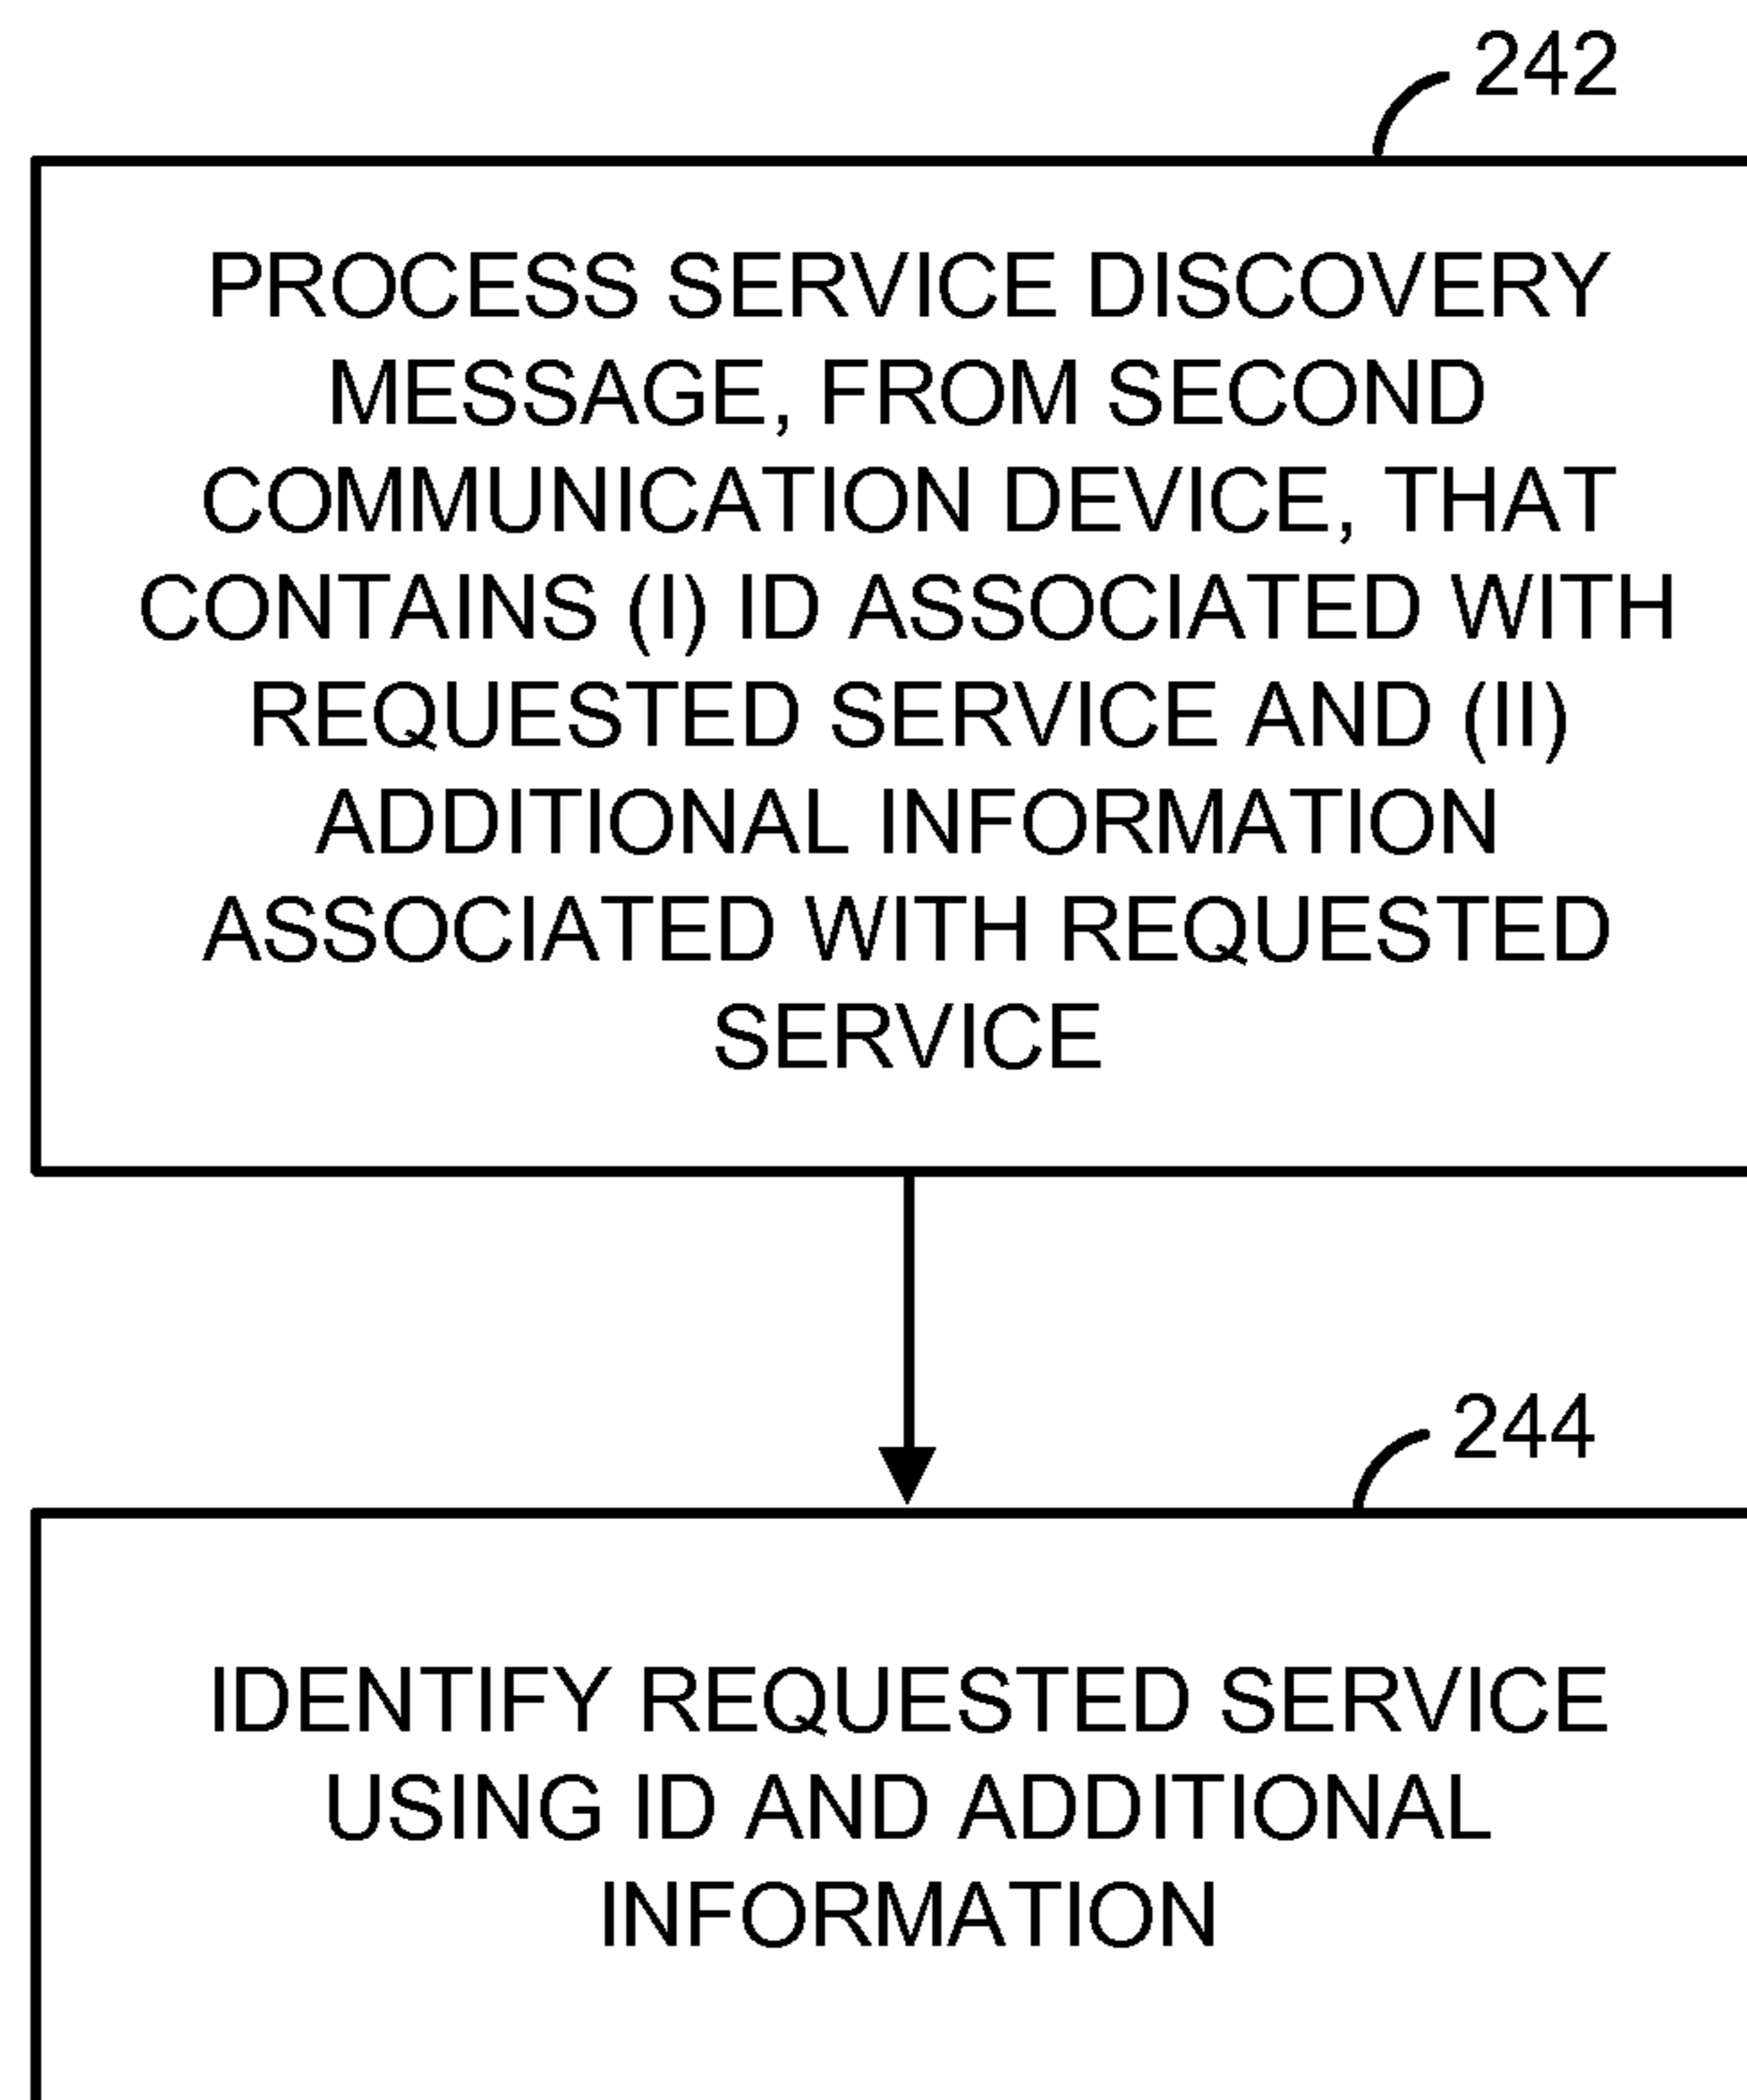 242
PROCESS SERVICE DISCOVERY
MESSAGE, FROM SECOND
COMMUNICATION DEVICE, THAT
CONTAINS (I) ID ASSOCIATED WITH
REQUESTED SERVICE AND (II)
ADDITIONAL INFORMATION
ASSOCIATED WITH REQUESTED
SERVICE
244
IDENTIFY REQUESTED SERVICE
USING ID AND ADDITIONAL
INFORMATION